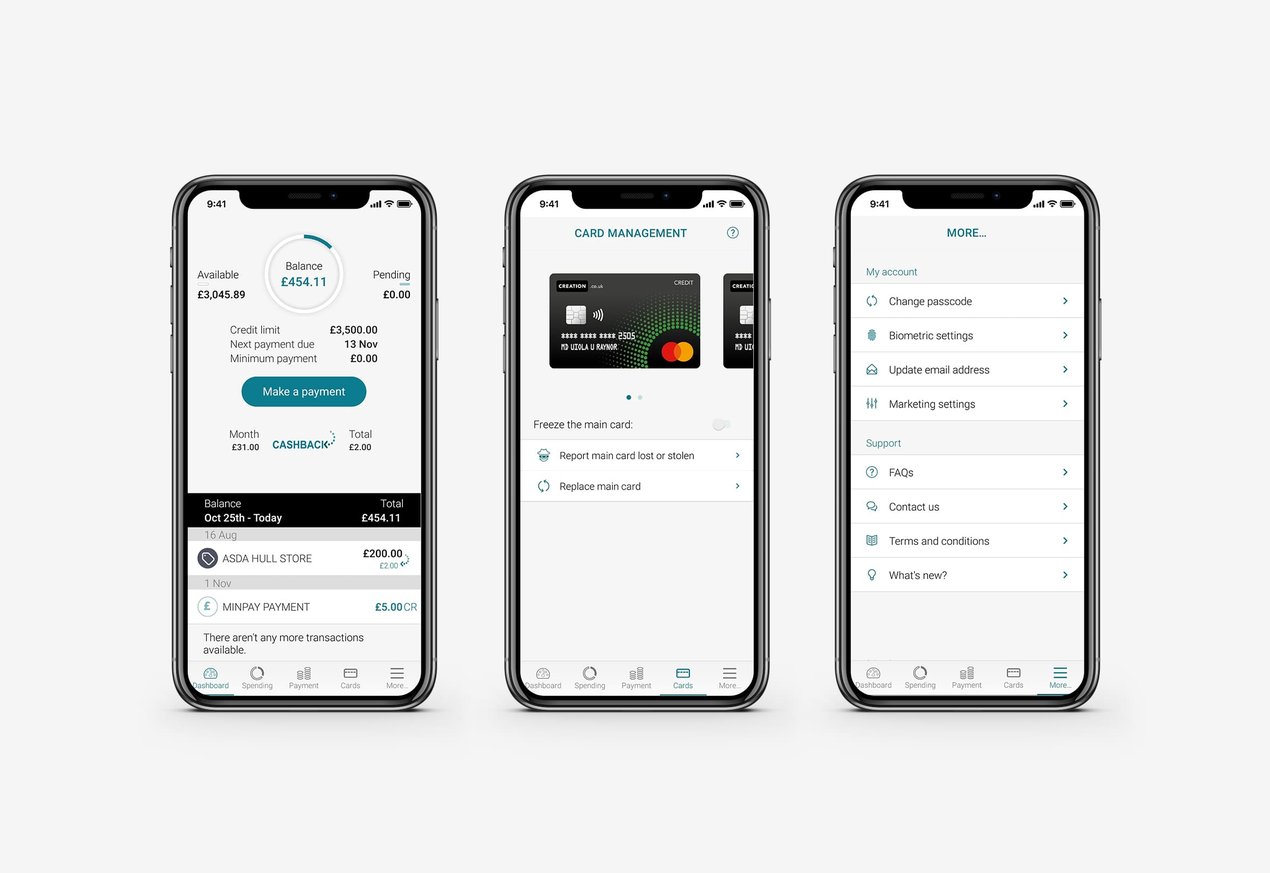 9:41
Balance
£454.11
Available
£3,045.89
Pending
£0.00
Credit limit £3,500.00
Next payment due 13 Nov
Minimum payment £0.00
Make a payment
Month
£31.00
CASHBACK
Total
£2.00
Balance Total
Oct 25th - Today £454.11
16 Aug
ASDA HULL STORE £200.00
£2.00
1 Nov
MINPAY PAYMENT £5.00CR
There aren't any more transactions
available.
Dashboard Spending Payment Cards More...
9:41
CARD MANAGEMENT
CREATION .co.uk CREDIT
**** **** **** 2505
MD UIOLA U RAYNOR
CREATION
****
MD UI
Freeze the main card:
Report main card lost or stolen
Replace main card
Dashboard Spending Payment Cards More...
9:41
MORE...
My account
Change passcode
Biometric settings
Update email address
Marketing settings
Support
FAQs
Contact us
Terms and conditions
What's new?
Dashboard Spending Payment Cards More...